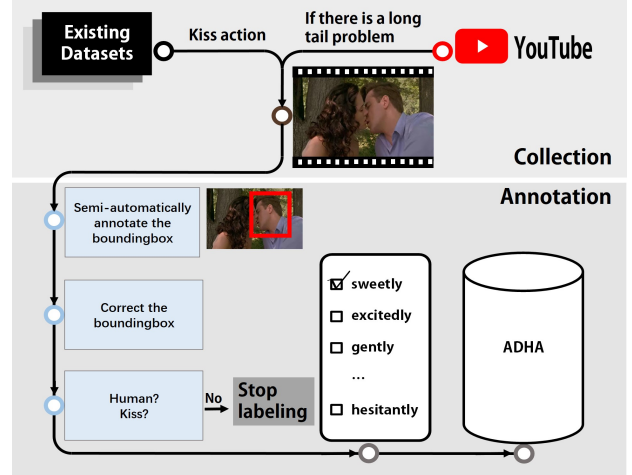 Existing
Datasets
Kiss action
If there is a long
tail problem
YouTube
Collection
Annotation
Semi-automatically
annotate the
boundingbox
Correct the
boundingbox
Human?
Kiss?
No
Stop
labeling
sweetly
excitedly
gently
...
hesitantly
ADHA